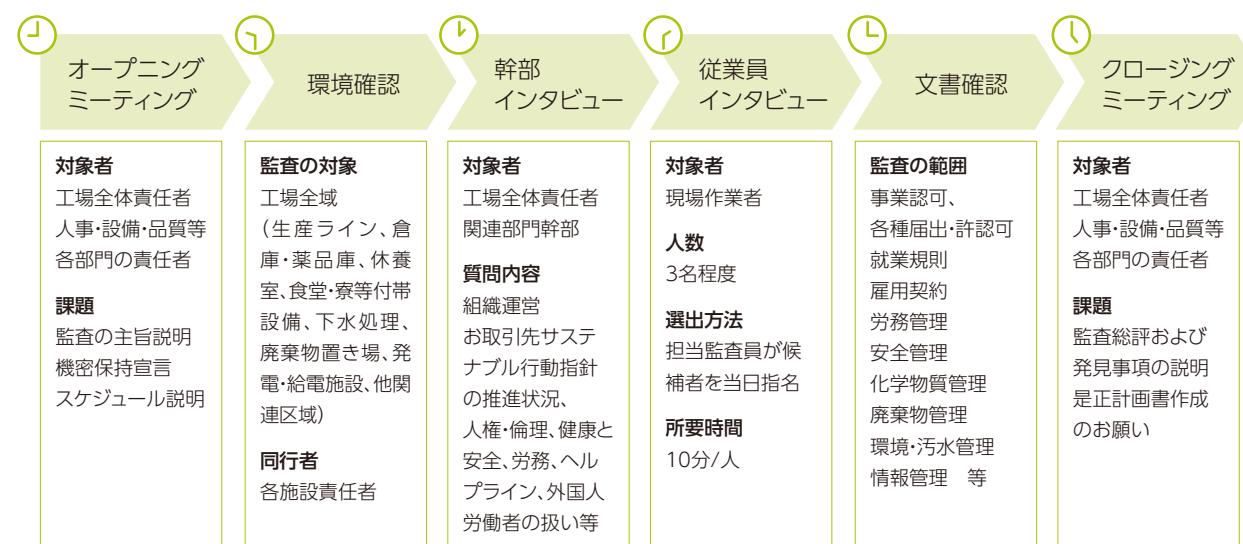 オープニング
ミーティング
対象者
工場全体責任者
人事・設備・品質等
各部門の責任者
課題
監査の主旨説明
機密保持宣言
スケジュール説明
環境確認
監査の対象
工場全域
(生産ライン、倉
庫・薬品庫、休養
室、食堂・寮等付帯
設備、下水処理、
廃棄物置き場、発
電・給電施設、他関
連区域)
同行者
各施設責任者
幹部
インタビュー
対象者
工場全体責任者
関連部門幹部
質問内容
組織運営
お取引先サステ
ナブル行動指針
の推進状況、
人権・倫理、健康と
安全、労務、ヘル
プライン、外国人
労働者の扱い等
従業員
インタビュー
対象者
現場作業者
人数
3名程度
選出方法
担当監査員が候
補者を当日指名
所要時間
10分/人
文書確認
監査の範囲
事業認可、
各種届出・許認可
就業規則
雇用契約
労務管理
安全管理
化学物質管理
廃棄物管理
環境・汚水管理
情報管理　等
クロージング
ミーティング
対象者
工場全体責任者
人事・設備・品質等
各部門の責任者
課題
監査総評および
発見事項の説明
是正計画書作成
のお願い